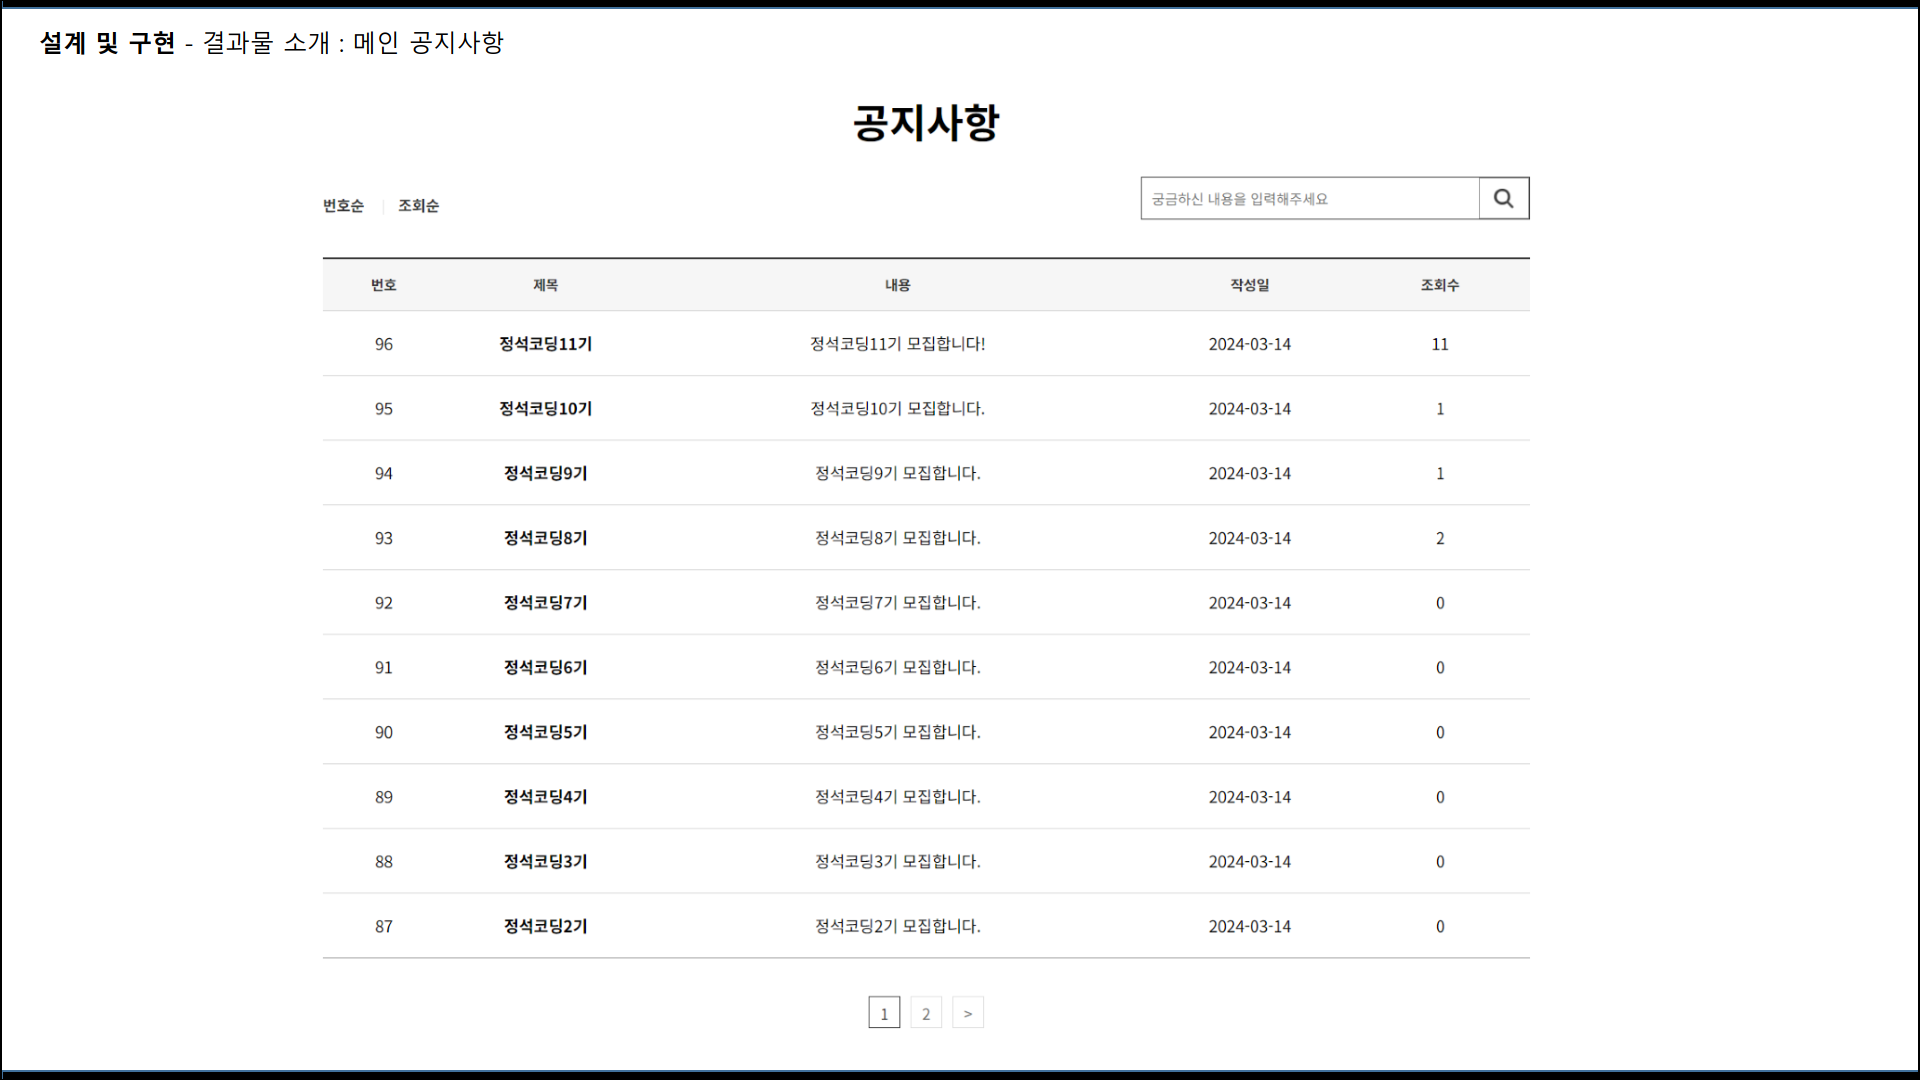 설계 및 구현 - 결과물 소개 : 메인 공지사항
공지사항
번호순 | 조회순
궁금하신 내용을 입력해주세요
번호 제목 내용 작성일 조회수
96 정석코딩11기 정석코딩11기 모집합니다! 2024-03-14 11
95 정석코딩10기 정석코딩10기 모집합니다. 2024-03-14 1
94 정석코딩9기 정석코딩9기 모집합니다. 2024-03-14 1
93 정석코딩8기 정석코딩8기 모집합니다. 2024-03-14 2
92 정석코딩7기 정석코딩7기 모집합니다. 2024-03-14 0
91 정석코딩6기 정석코딩6기 모집합니다. 2024-03-14 0
90 정석코딩5기 정석코딩5기 모집합니다. 2024-03-14 0
89 정석코딩4기 정석코딩4기 모집합니다. 2024-03-14 0
88 정석코딩3기 정석코딩3기 모집합니다. 2024-03-14 0
87 정석코딩2기 정석코딩2기 모집합니다. 2024-03-14 0
1 2 >